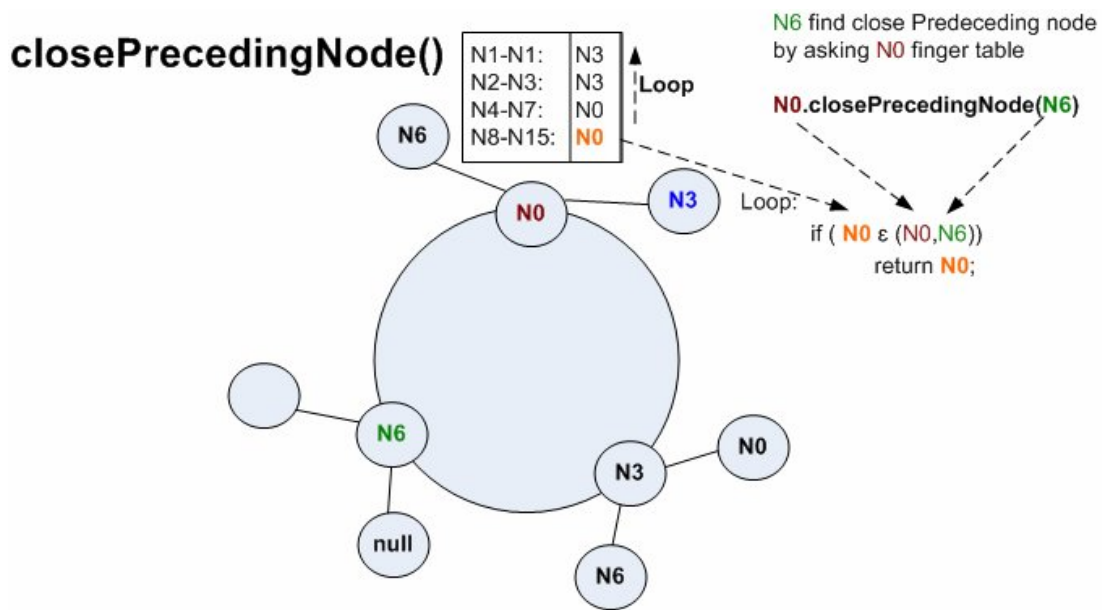 closePrecedingNode()
N1-N1: N3
N2-N3: N3
N4-N7: N0
N8-N15: N0
Loop
N6 find close Predeceding node
by asking N0 finger table
N0.closePrecedingNode(N6)
Loop:
if ( N0 ε (N0,N6))
return N0;
N6
N0
N3
N6
null
N3
N0
N6